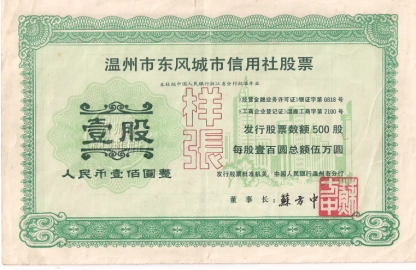 温州市东风城市信用社股票
本社经中国人民银行浙江省分行批准开业
《经营金融业务许可证》银证字第0818号
《工商企业登记证》温鹿工商字第2190号
样張
壹股
发行股票数额500股
每股壹百圆总额伍万圆
人民币壹佰圆整
发行股票批准机关：中国人民银行温州市分行
董事长：蘇方中